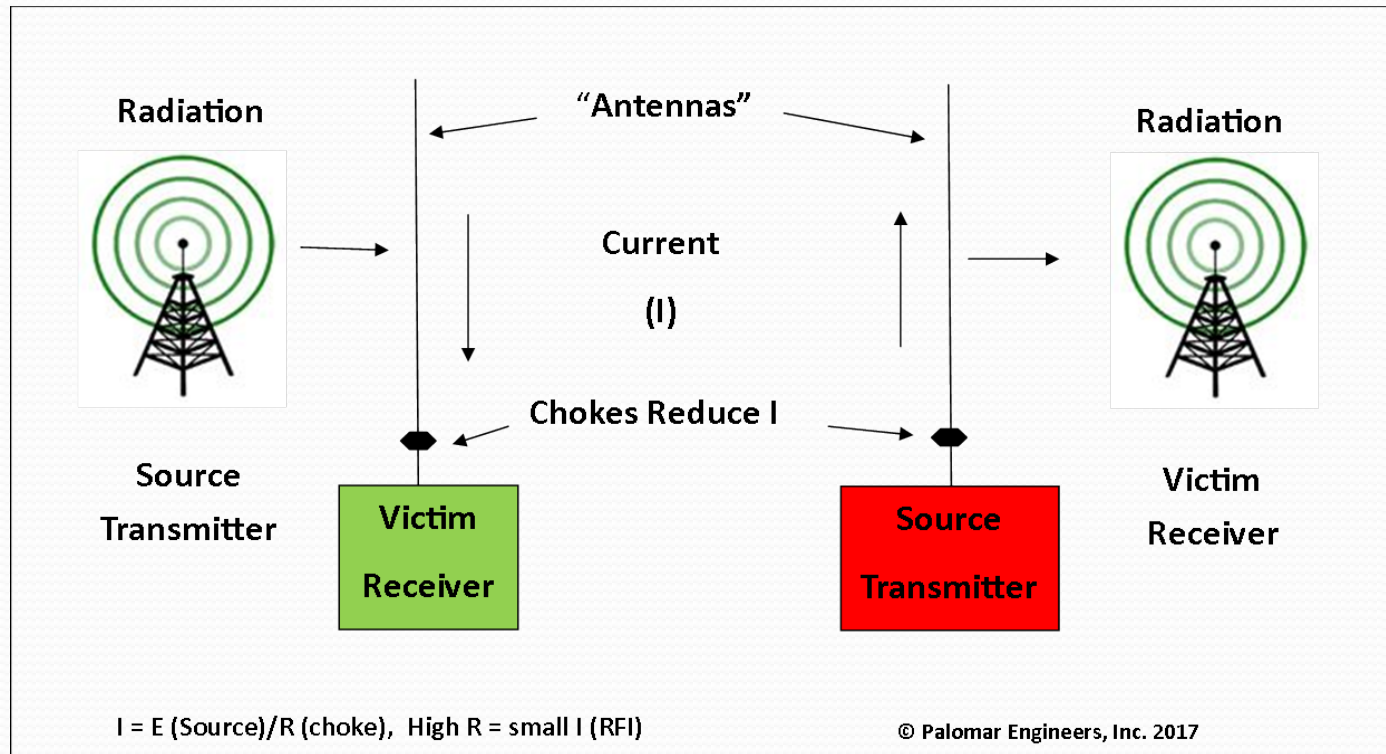 Radiation
“Antennas”
Radiation
Current
(I)
Chokes Reduce I
Source
Transmitter
Victim
Receiver
Source
Transmitter
Victim
Receiver
I = E (Source)/R (choke),  High R = small I (RFI)
© Palomar Engineers, Inc. 2017